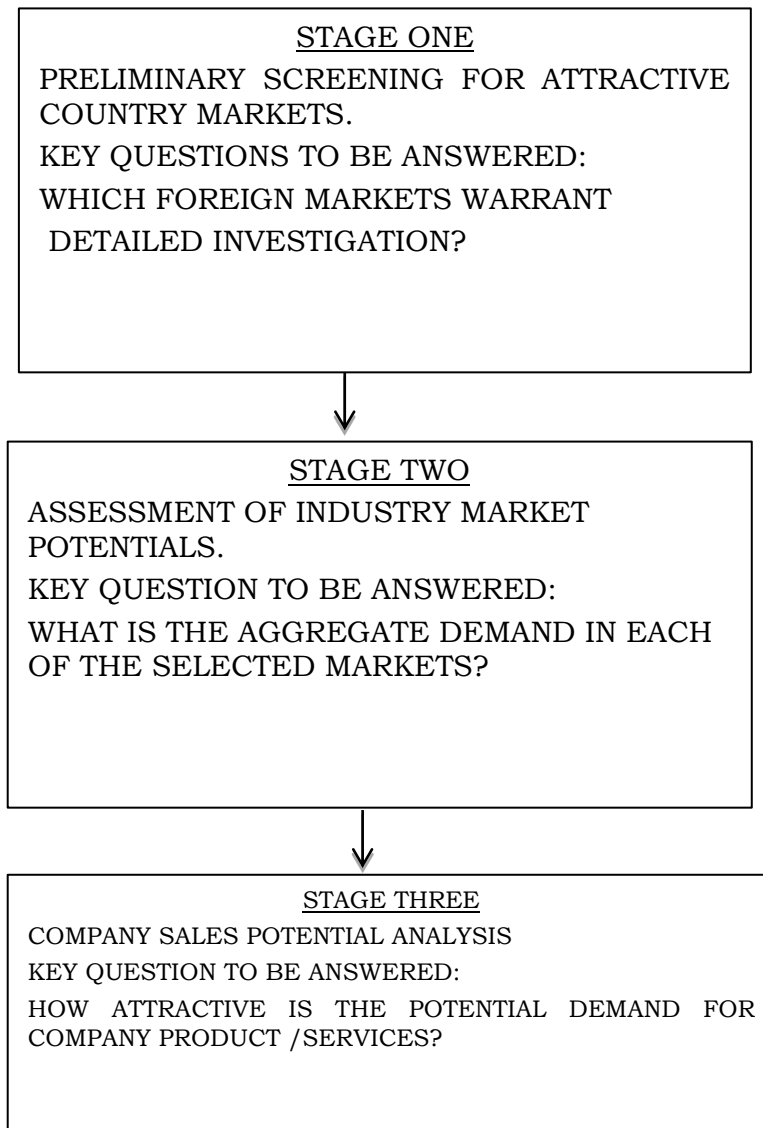 STAGE ONE
PRELIMINARY SCREENING FOR ATTRACTIVE
COUNTRY MARKETS.
KEY QUESTIONS TO BE ANSWERED:
WHICH FOREIGN MARKETS WARRANT
DETAILED INVESTIGATION?
STAGE TWO
ASSESSMENT OF INDUSTRY MARKET
POTENTIALS.
KEY QUESTION TO BE ANSWERED:
WHAT IS THE AGGREGATE DEMAND IN EACH
OF THE SELECTED MARKETS?
STAGE THREE
COMPANY SALES POTENTIAL ANALYSIS
KEY QUESTION TO BE ANSWERED:
HOW ATTRACTIVE IS THE POTENTIAL DEMAND FOR
COMPANY PRODUCT /SERVICES?